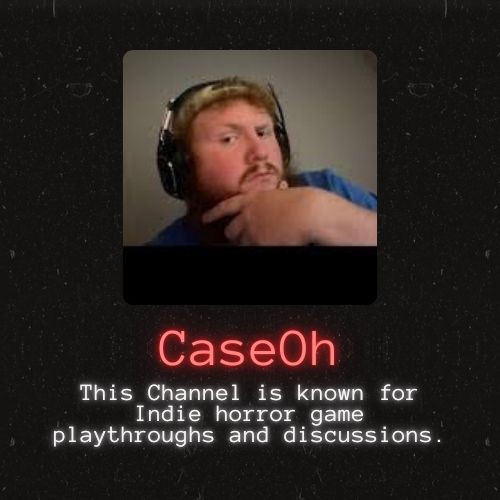 CaseOh
This Channel is known for
Indie horror game
playthroughs and discussions.